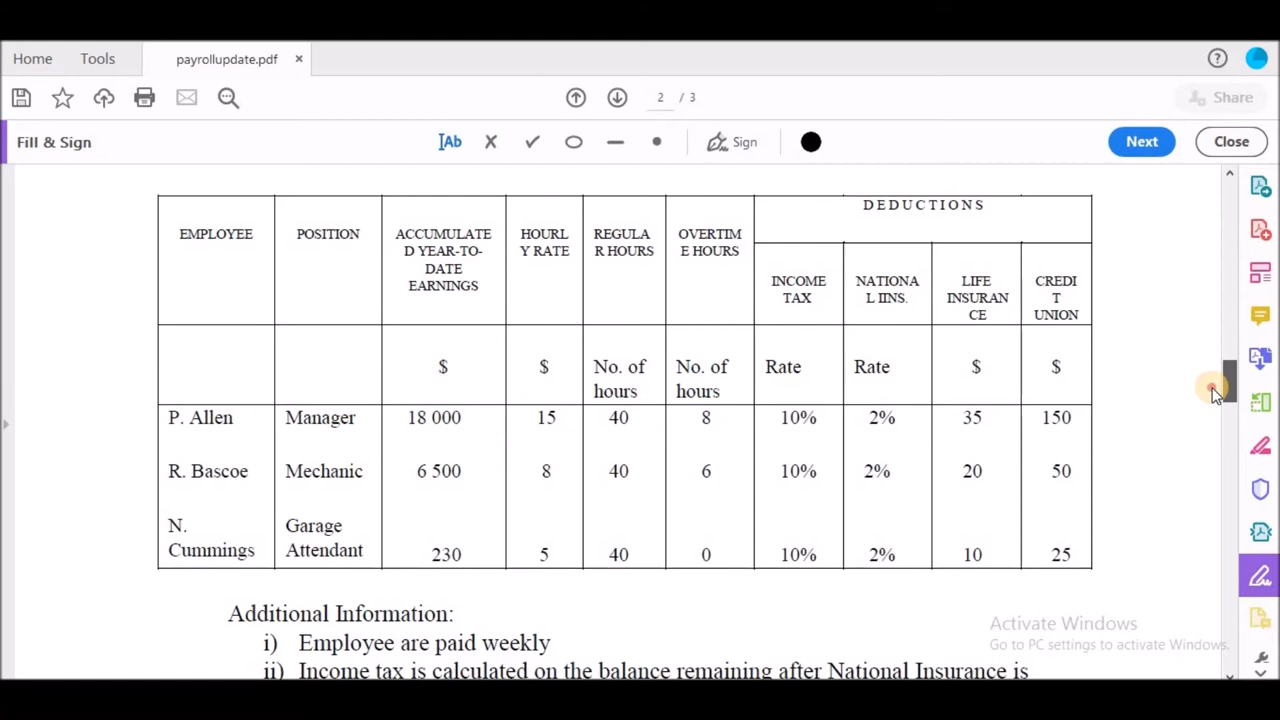 Home Tools payrollupdate.pdf ×
2 / 3 Share
Fill & Sign IAb Sign Next Close
DEDUCTIONS
EMPLOYEE POSITION ACCUMULATE HOURL REGULA OVERTIM
D YEAR-TO- Y RATE R HOURS E HOURS
DATE
EARNINGS
INCOME NATIONA LIFE CREDI
TAX L IINS. INSURAN T
CE UNION
$ $ No. of No. of Rate Rate $ $
hours hours
P. Allen Manager 18 000 15 40 8 10% 2% 35 150
R. Bascoe Mechanic 6 500 8 40 6 10% 2% 20 50
N. Garage
Cummings Attendant 230 5 40 0 10% 2% 10 25
Additional Information:
i) Employee are paid weekly
ii) Income tax is calculated on the balance remaining after National Insurance is
Activate Windows
Go to PC settings to activate Windows.